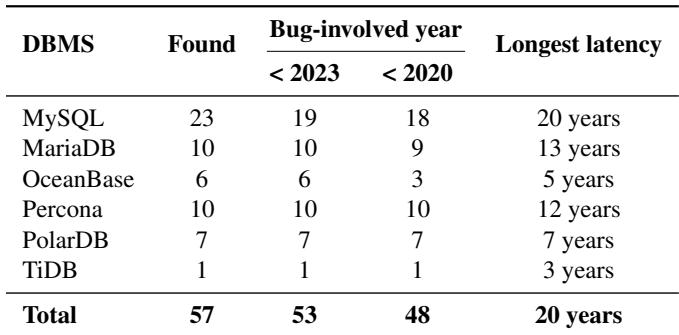 DBMS Found Bug-involved year Longest latency
< 2023 < 2020
MySQL 23 19 18 20 years
MariaDB 10 10 9 13 years
OceanBase 6 6 3 5 years
Percona 10 10 10 12 years
PolarDB 7 7 7 7 years
TiDB 1 1 1 3 years
Total 57 53 48 20 years